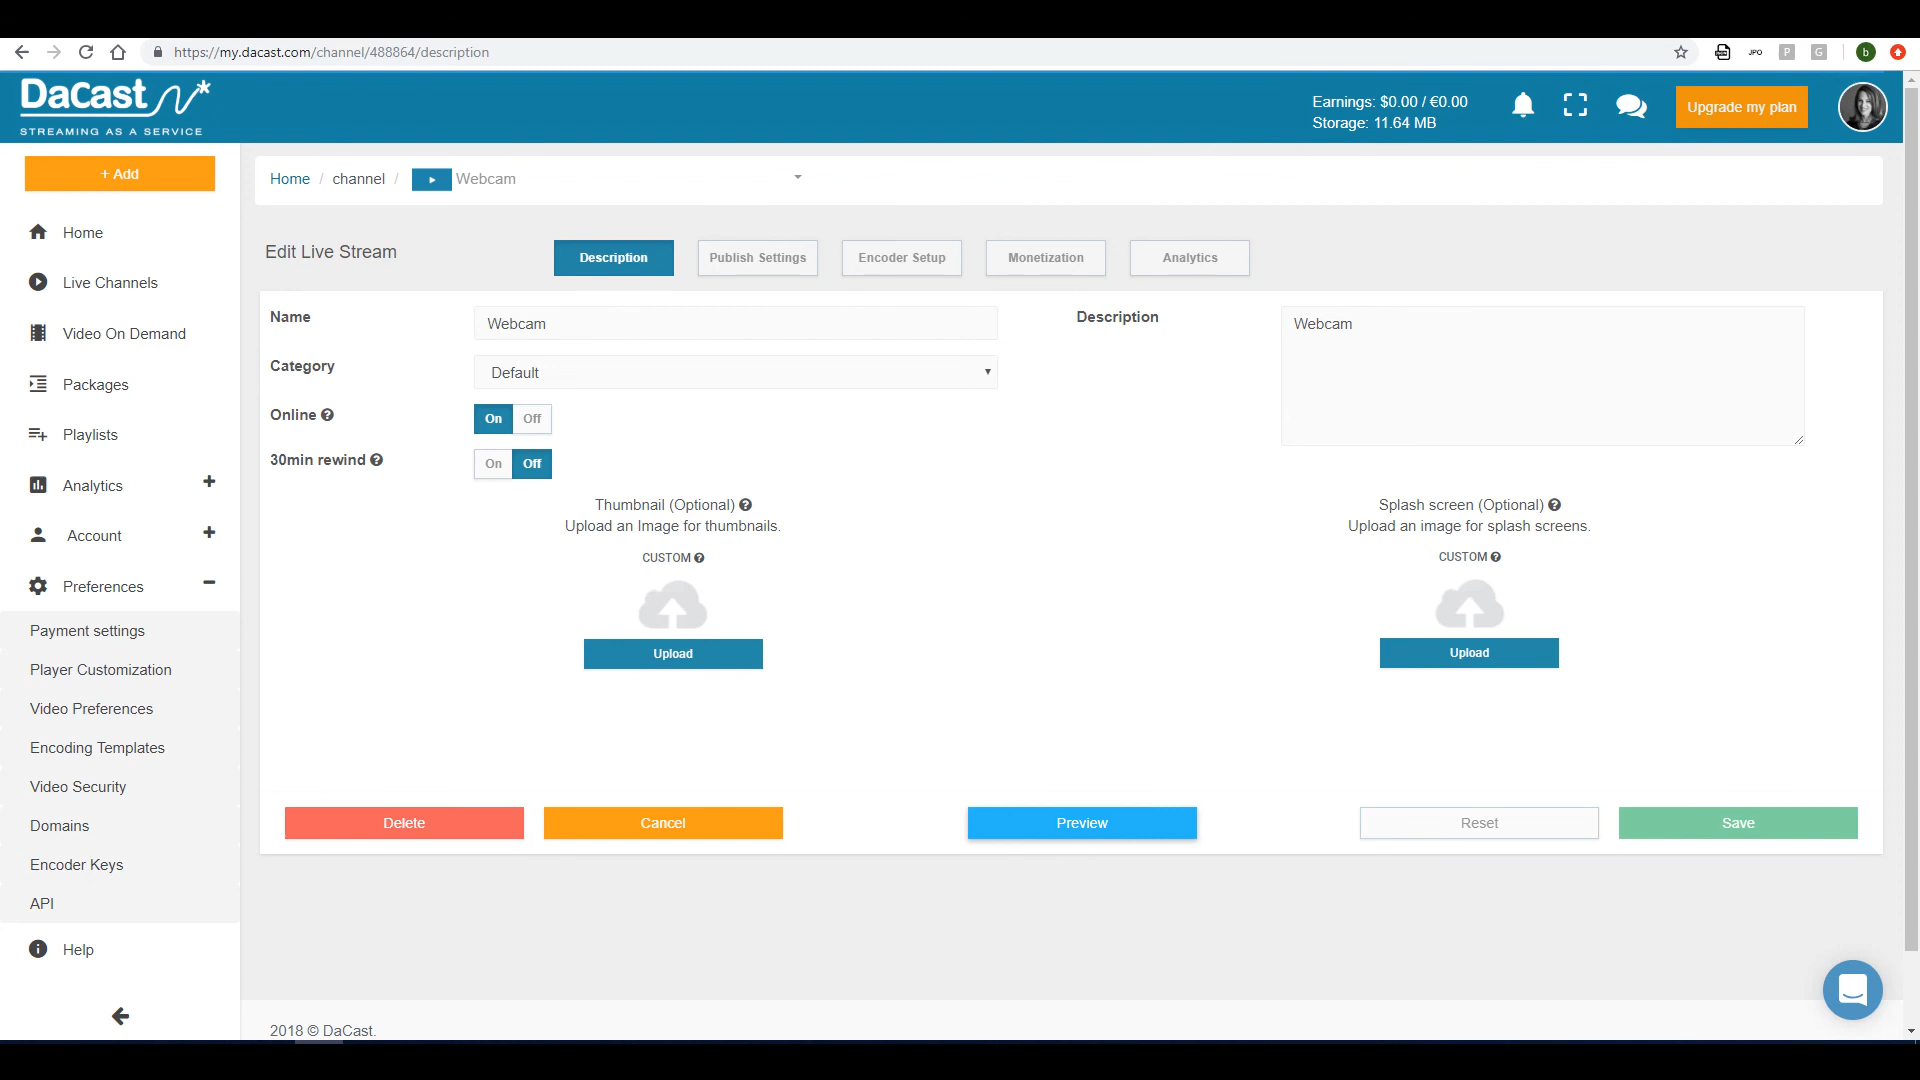 https://my.dacast.com/channel/488864/description
JPO
P
G
b
DaCast
STREAMING AS A SERVICE
Earnings: $0.00 / €0.00
Storage: 11.64 MB
Upgrade my plan
+ Add
Home / channel / Webcam
Home
Live Channels
Video On Demand
Packages
Playlists
Analytics
Account
Preferences
Payment settings
Player Customization
Video Preferences
Encoding Templates
Video Security
Domains
Encoder Keys
API
Help
Edit Live Stream
Description
Publish Settings
Encoder Setup
Monetization
Analytics
Name
Webcam
Category
Default
Online
On Off
30min rewind
On Off
Description
Webcam
Thumbnail (Optional)
Upload an Image for thumbnails.
CUSTOM
Upload
Splash screen (Optional)
Upload an image for splash screens.
CUSTOM
Upload
Delete
Cancel
Preview
Reset
Save
2018 © DaCast.